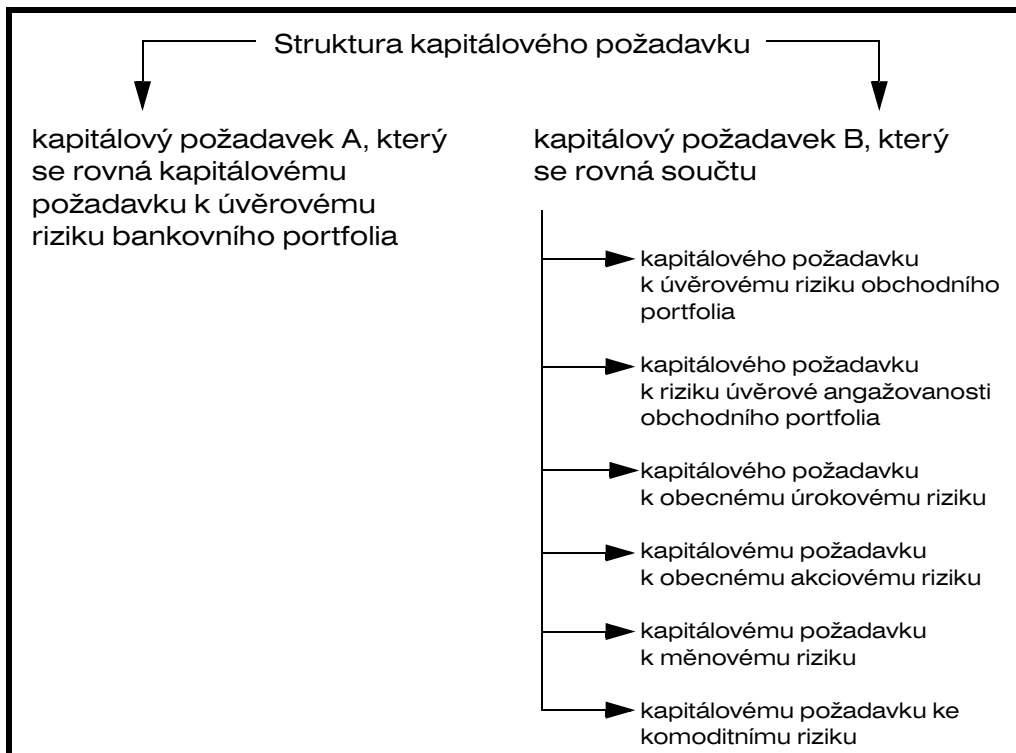 Struktura kapitálového požadavku
kapitálový požadavek A, který
se rovná kapitálovému
požadavku k úvěrovému
riziku bankovního portfolia
kapitálový požadavek B, který
se rovná součtu
kapitálového požadavku
k úvěrovému riziku obchodního
portfolia
kapitálového požadavku
k riziku úvěrové angažovanosti
obchodního portfolia
kapitálového požadavku
k obecnému úrokovému riziku
kapitálovému požadavku
k obecnému akciovému riziku
kapitálovému požadavku
k měnovému riziku
kapitálovému požadavku ke
komoditnímu riziku